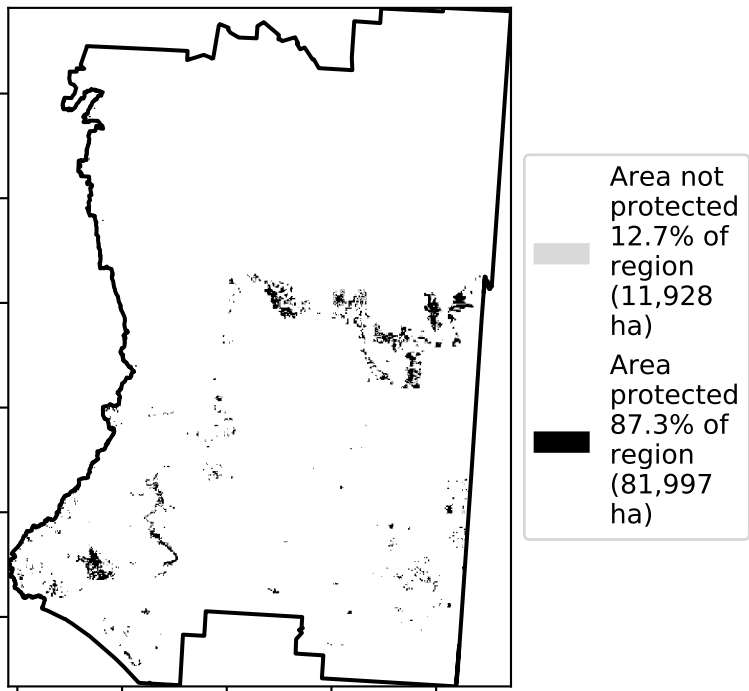 Area not
protected
12.7% of
region
(11,928
ha)
Area
protected
87.3% of
region
(81,997
ha)